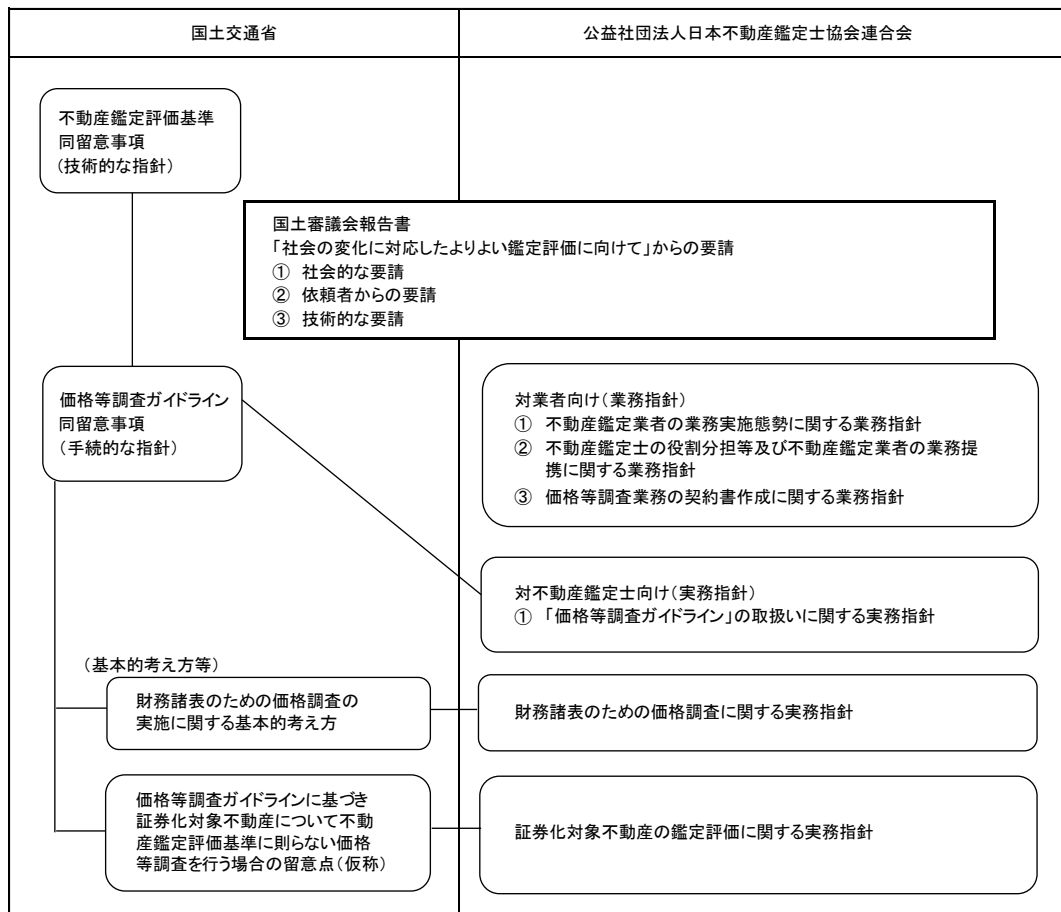 国土交通省
公益社団法人日本不動産鑑定士協会連合会
不動産鑑定評価基準
同留意事項
(技術的な指針)
国土審議会報告書
「社会の変化に対応したよりよい鑑定評価に向けて」からの要請
① 社会的な要請
② 依頼者からの要請
③ 技術的な要請
価格等調査ガイドライン
同留意事項
(手続的な指針)
対業者向け(業務指針)
① 不動産鑑定業者の業務実施態勢に関する業務指針
② 不動産鑑定士の役割分担等及び不動産鑑定業者の業務提
携に関する業務指針
③ 価格等調査業務の契約書作成に関する業務指針
対不動産鑑定士向け(実務指針)
① 「価格等調査ガイドライン」の取扱いに関する実務指針
(基本的考え方等)
財務諸表のための価格調査の
実施に関する基本的考え方
財務諸表のための価格調査に関する実務指針
価格等調査ガイドラインに基づき
証券化対象不動産について不動
産鑑定評価基準に則らない価格
等調査を行う場合の留意点(仮称)
証券化対象不動産の鑑定評価に関する実務指針